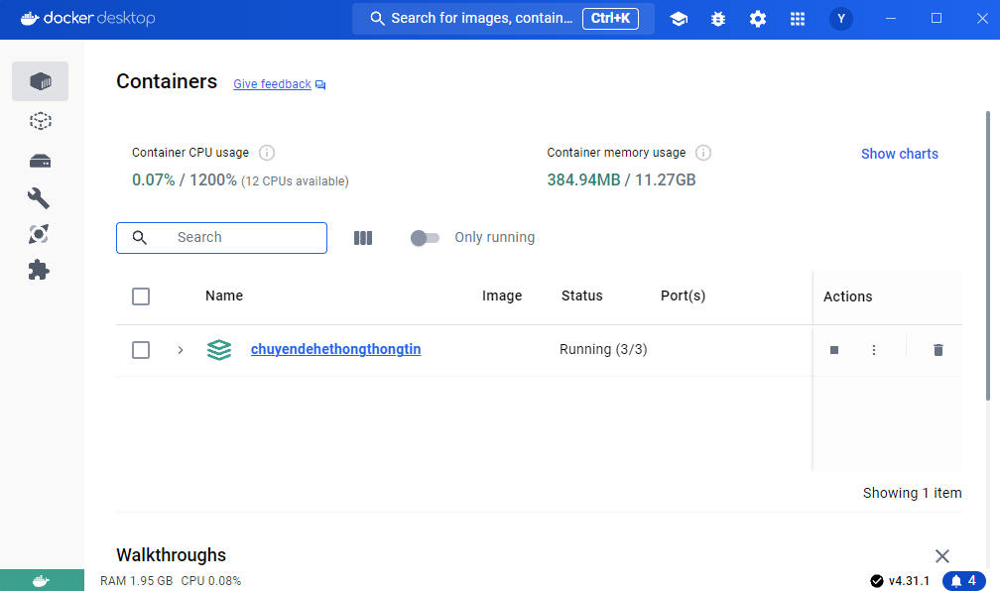 docker desktop
Search for images, contain... Ctrl+K
Y
Containers Give feedback
Container CPU usage
0.07% / 1200% (12 CPUs available)
Container memory usage
384.94MB / 11.27GB
Show charts
Search
Only running
Name Image Status Port(s) Actions
chuyendehethongthongtin Running (3/3)
Showing 1 item
Walkthroughs
RAM 1.95 GB CPU 0.08% v4.31.1 4